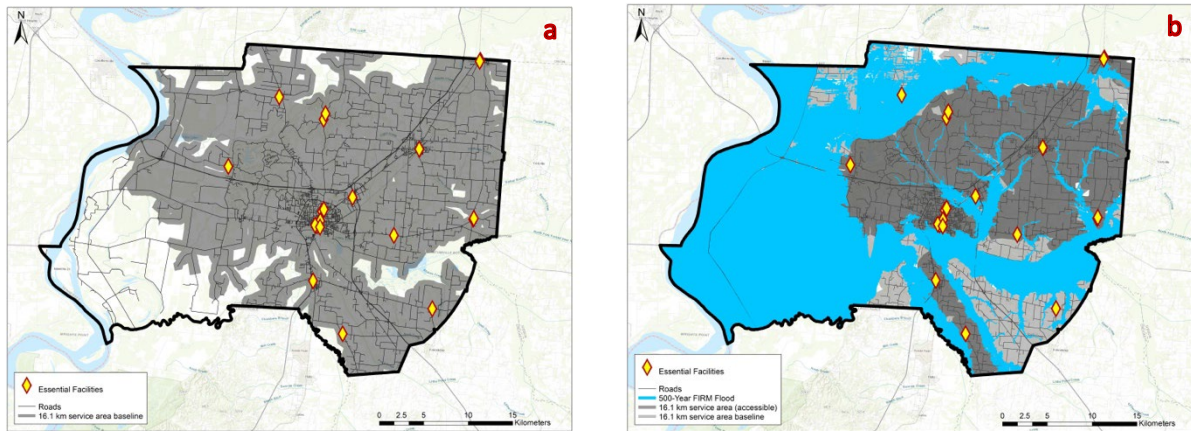 N
a
Essential Facilities
Roads
16.1 km service area baseline
0 2.5 5 10 15
Kilometers
N
b
Essential Facilities
Roads
500-Year FIRM Flood
16.1 km service area (accessible)
16.1 km service area baseline
0 2.5 5 10 15
Kilometers